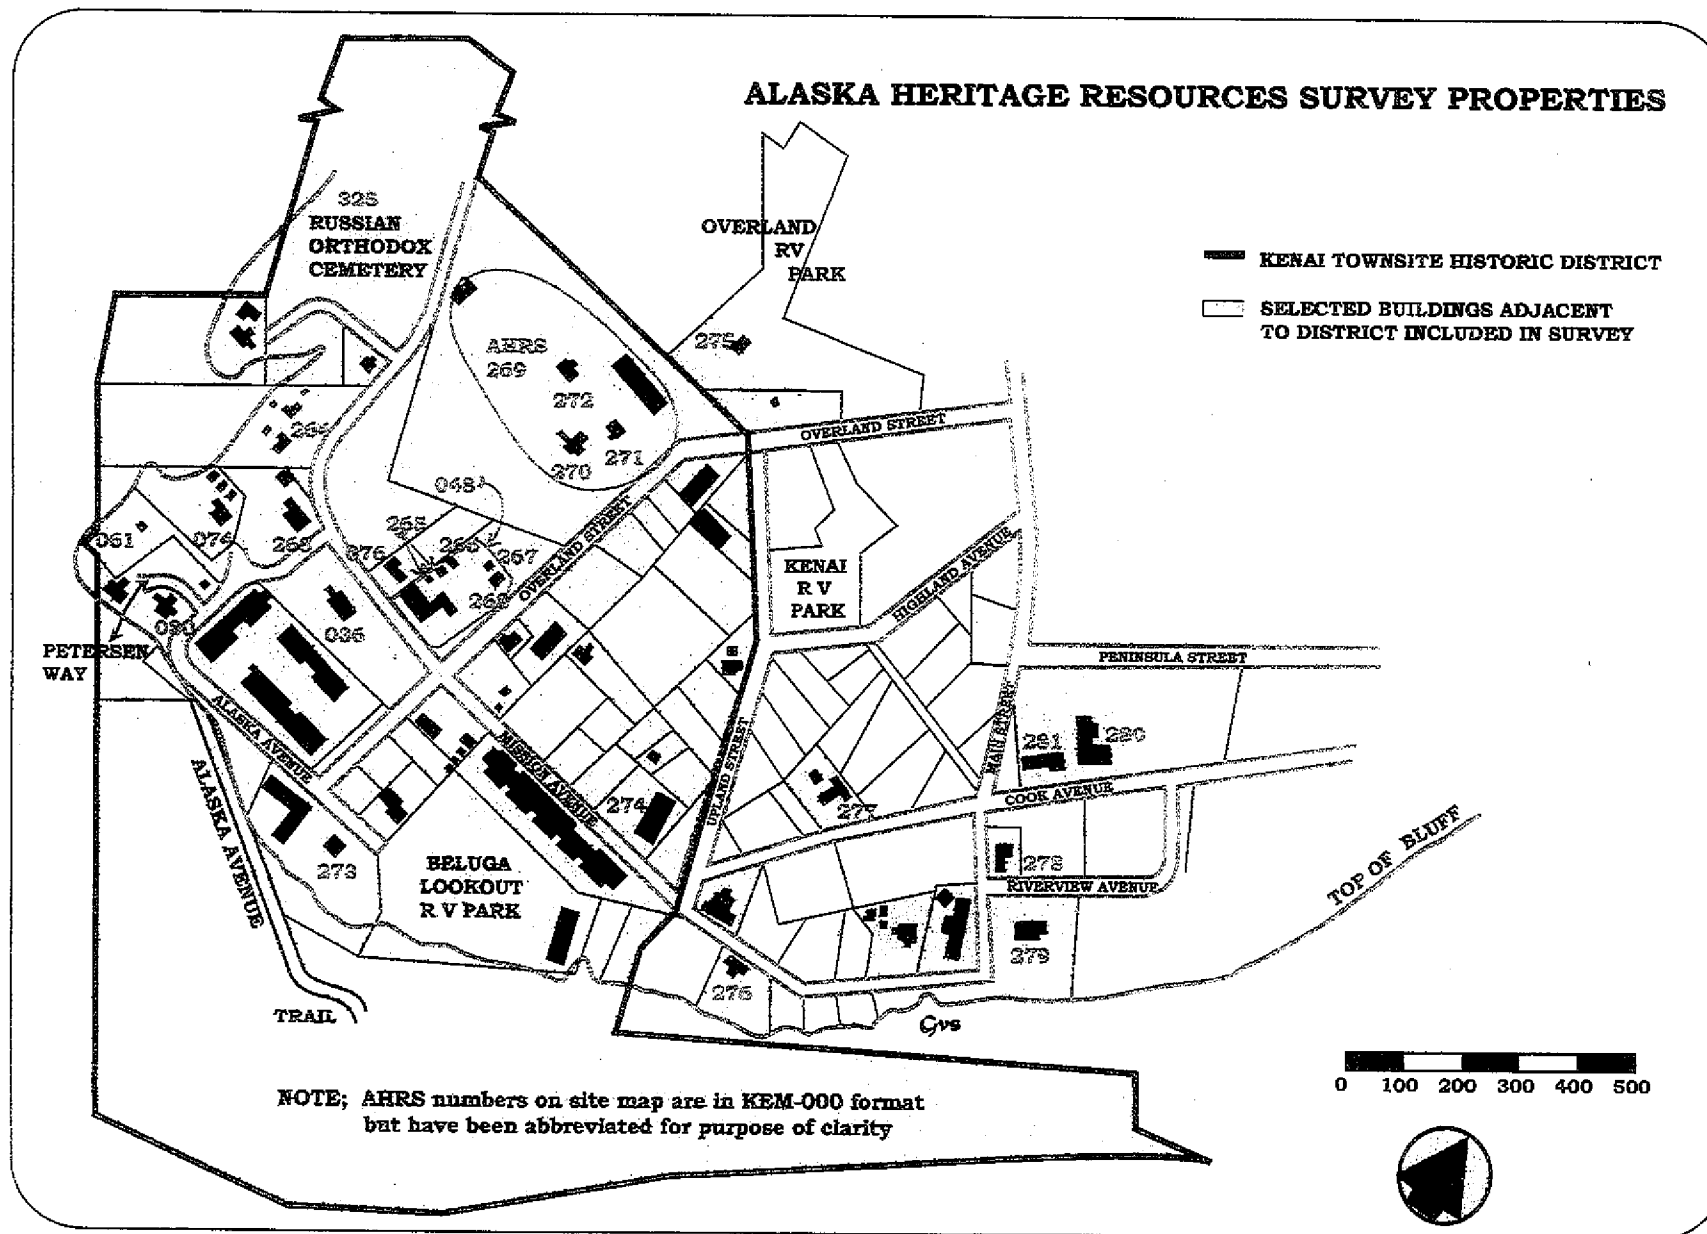 ALASKA HERITAGE RESOURCES SURVEY PROPERTIES
325
RUSSIAN
ORTHODOX
CEMETERY
OVERLAND
RV
PARK
KENAI TOWNSITE HISTORIC DISTRICT
SELECTED BUILDINGS ADJACENT
TO DISTRICT INCLUDED IN SURVEY
275
AHRS
269
272
264
270
271
OVERLAND STREET
048
061
074
265
266
267
OVERLAND STREET
KENAI
R V
PARK
HIGHLAND AVENUE
036
PETERSEN
WAY
PENINSULA STREET
ALASKA AVENUE
MISSION AVENUE
UPLAND STREET
MAIN STREET
281
280
ALASKA AVENUE
274
277
COOK AVENUE
273
BELUGA
LOOKOUT
R V PARK
278
RIVERVIEW AVENUE
TOP OF BLUFF
279
276
TRAIL
Gvs
NOTE; AHRS numbers on site map are in KEM-000 format
but have been abbreviated for purpose of clarity
0 100 200 300 400 500